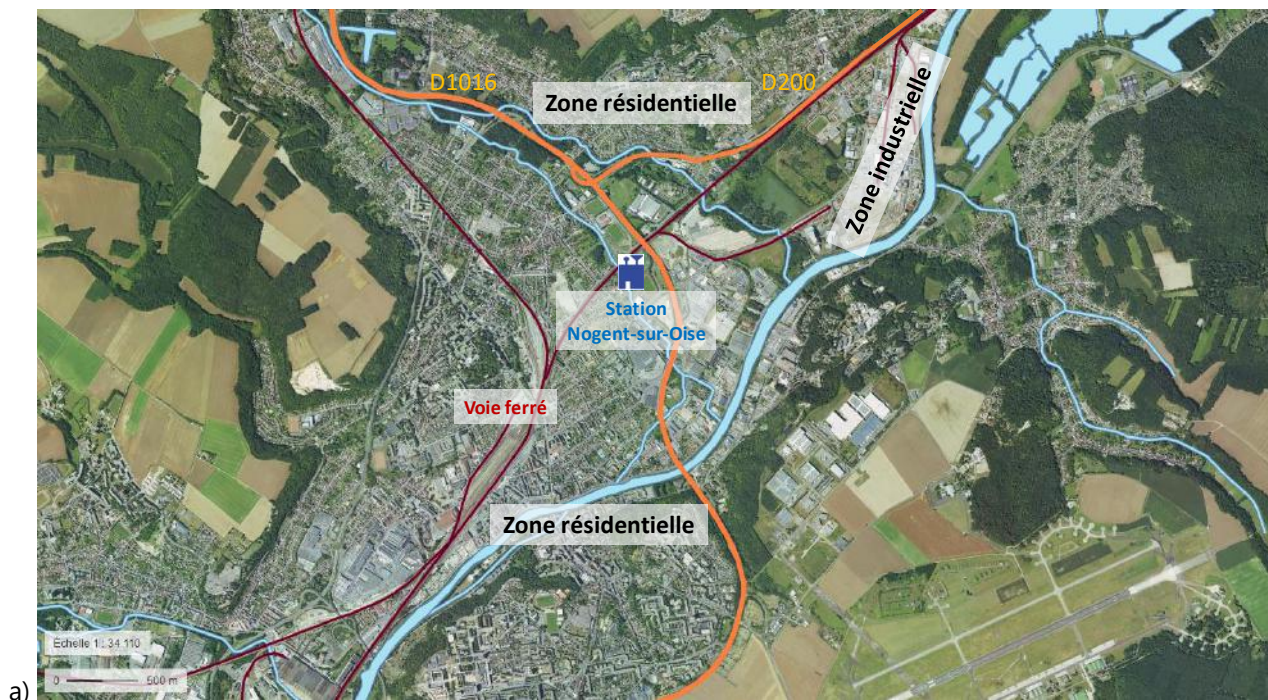 D1016
D200
Zone résidentielle
Zone industrielle
Station
Nogent-sur-Oise
Voie ferré
Zone résidentielle
Echelle 1 : 34 110
0 500 m
a)